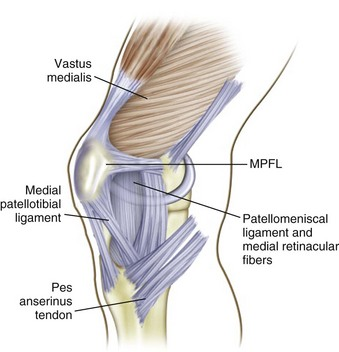 Vastus
medialis
MPFL
Medial
patellotibial
ligament
Patellomeniscal
ligament and
medial retinacular
fibers
Pes
anserinus
tendon